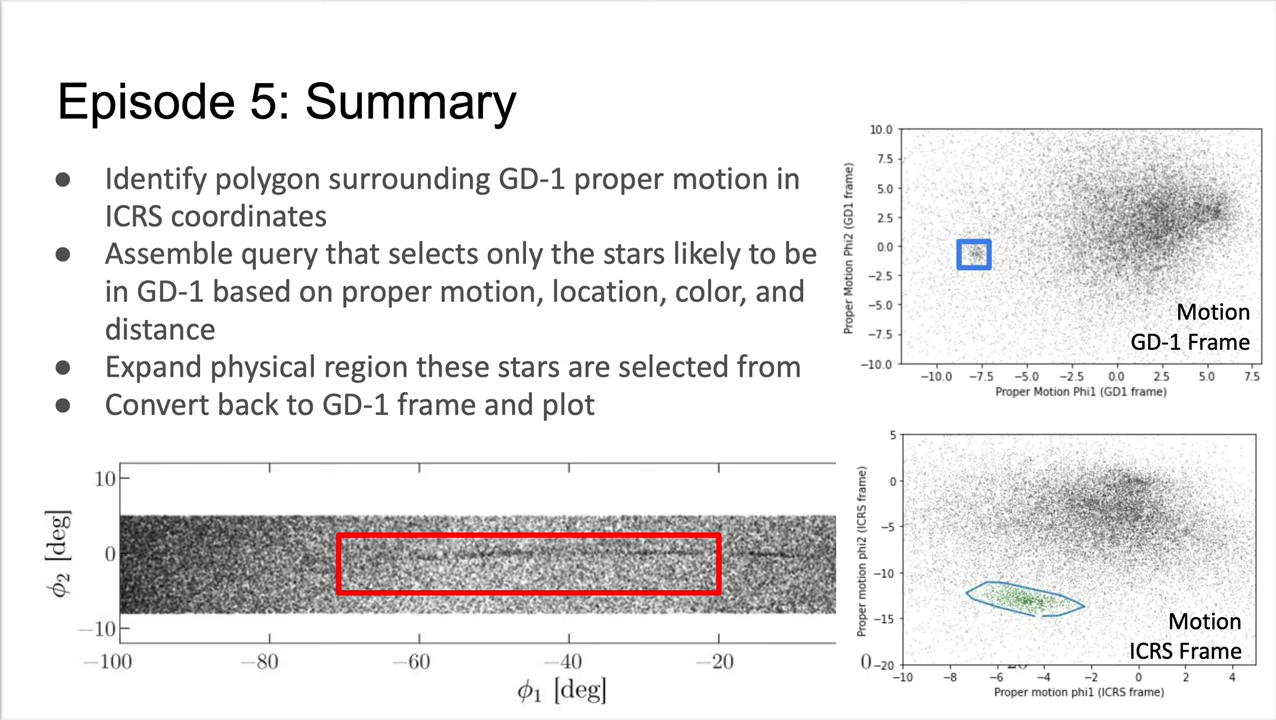 Episode 5: Summary
● Identify polygon surrounding GD-1 proper motion in
ICRS coordinates
● Assemble query that selects only the stars likely to be
in GD-1 based on proper motion, location, color, and
distance
● Expand physical region these stars are selected from
● Convert back to GD-1 frame and plot
10
0
−10
ϕ2 [deg]
−100 −80 −60 −40 −20 0
ϕ1 [deg]
10.0
7.5
5.0
2.5
0.0
−2.5
−5.0
−7.5
−10.0
Proper Motion Phi2 (GD1 frame)
Motion
GD-1 Frame
−10.0 −7.5 −5.0 −2.5 0.0 2.5 5.0 7.5
Proper Motion Phi1 (GD1 frame)
5
0
−5
−10
−15
−20
Proper motion phi2 (ICRS frame)
Motion
ICRS Frame
−10 −8 −6 −4 −2 0 2 4
Proper motion phi1 (ICRS frame)